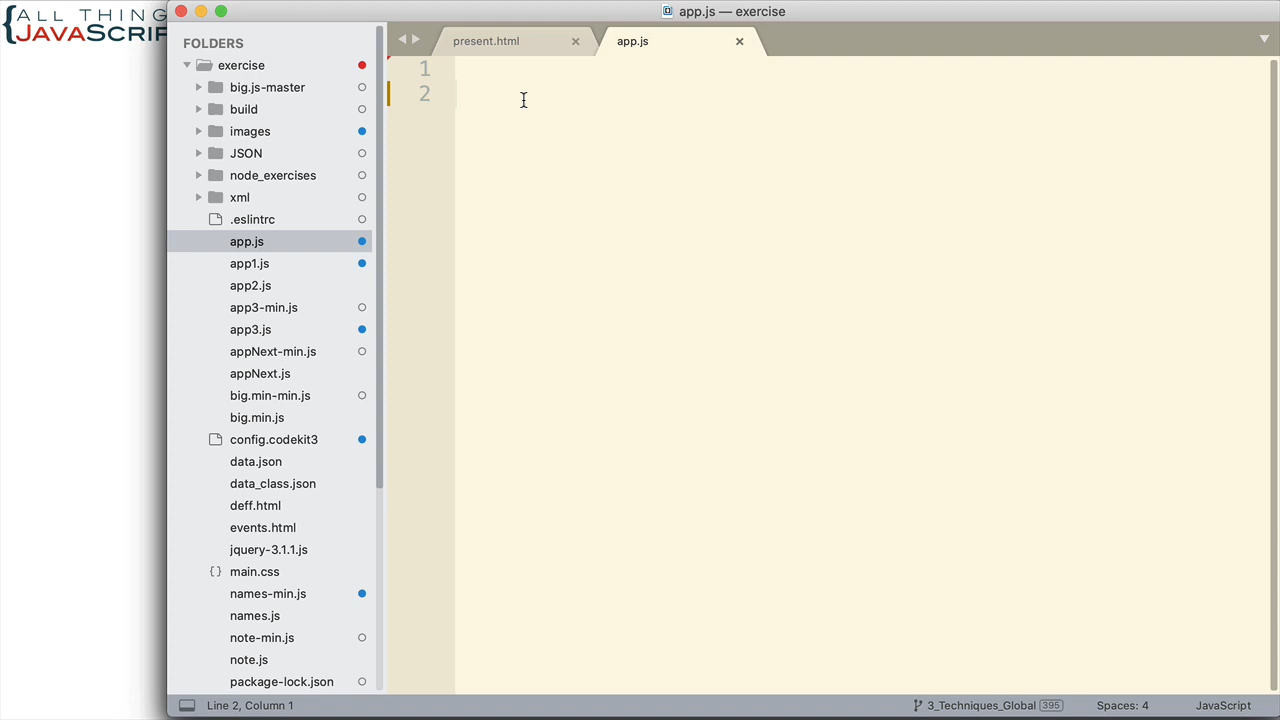 {ALL THING
JAVASCRIP
app.js — exercise
FOLDERS
exercise
big.js-master
build
images
JSON
node_exercises
xml
.eslintrc
app.js
app1.js
app2.js
app3-min.js
app3.js
appNext-min.js
appNext.js
big.min-min.js
big.min.js
config.codekit3
data.json
data_class.json
deff.html
events.html
jquery-3.1.1.js
{} main.css
names-min.js
names.js
note-min.js
note.js
package-lock.json
present.html
app.js
1
2
Line 2, Column 1
3_Techniques_Global 395
Spaces: 4
JavaScript